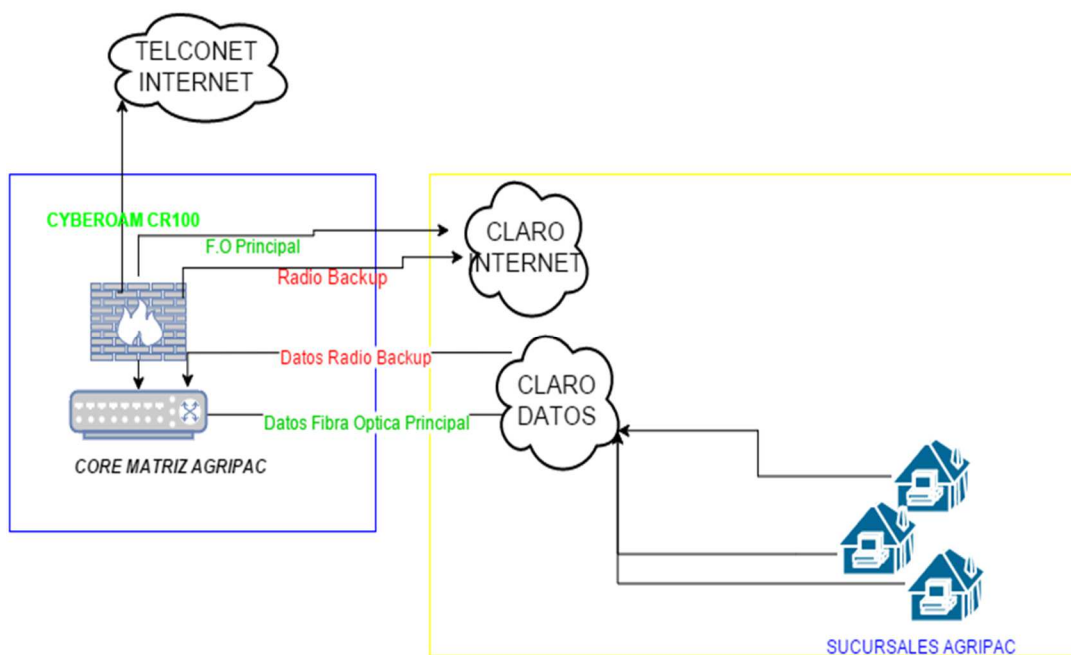 TELCONET
INTERNET
CYBEROAM CR100
F.O Principal
CLARO
INTERNET
Radio Backup
Datos Radio Backup
CLARO
DATOS
Datos Fibra Optica Principal
CORE MATRIZ AGRIPAC
SUCURSALES AGRIPAC